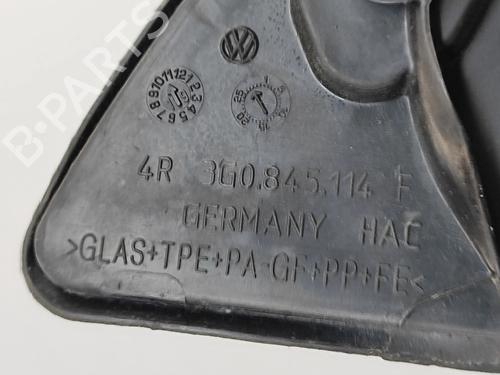 B-PARTS
4R 3G0.845.114 F
GERMANY HAC
>GLAS+TPE+PA-GF+PP+FE<